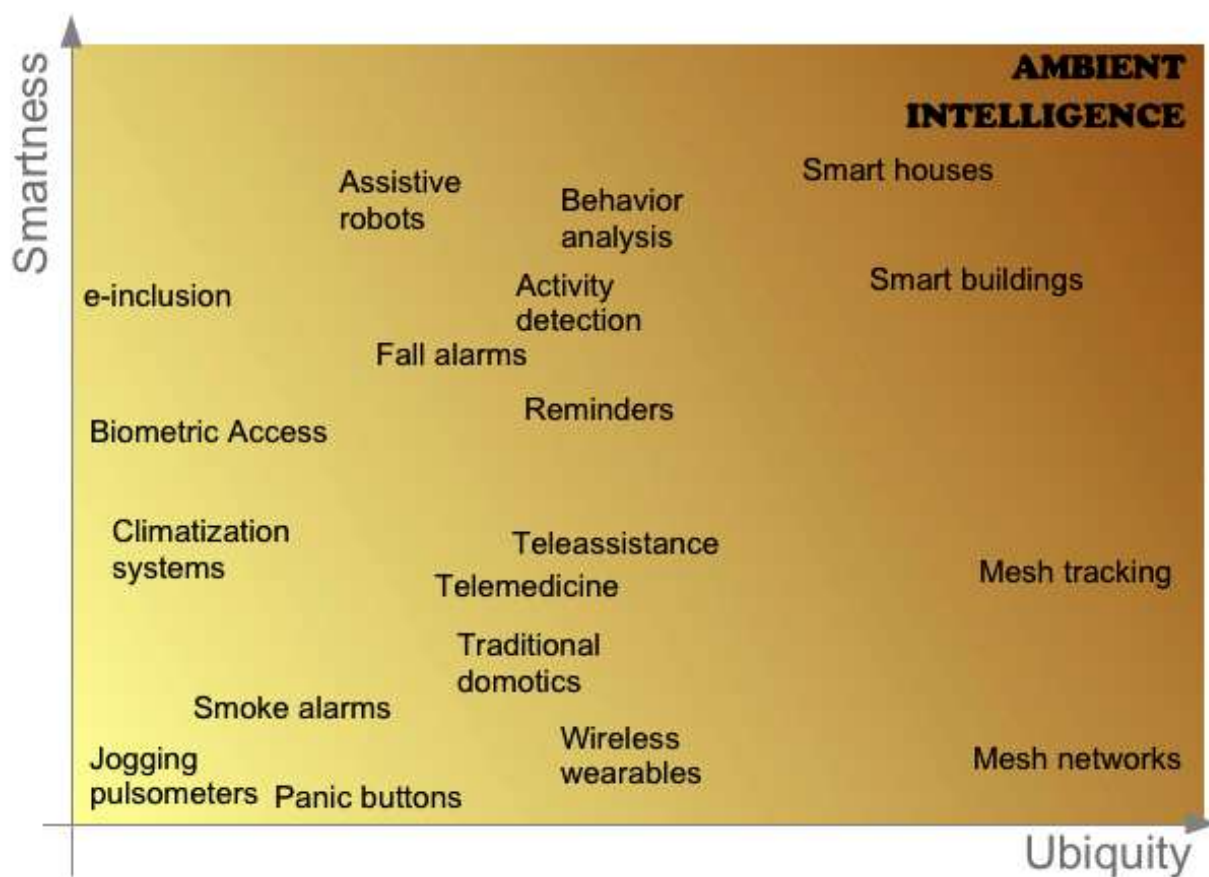 Smartness
AMBIENT
INTELLIGENCE
Smart houses
Assistive
robots
Behavior
analysis
Smart buildings
e-inclusion
Activity
detection
Fall alarms
Reminders
Biometric Access
Climatization
systems
Teleassistance
Telemedicine
Mesh tracking
Traditional
domotics
Smoke alarms
Wireless
wearables
Mesh networks
Jogging
pulsometers
Panic buttons
Ubiquity